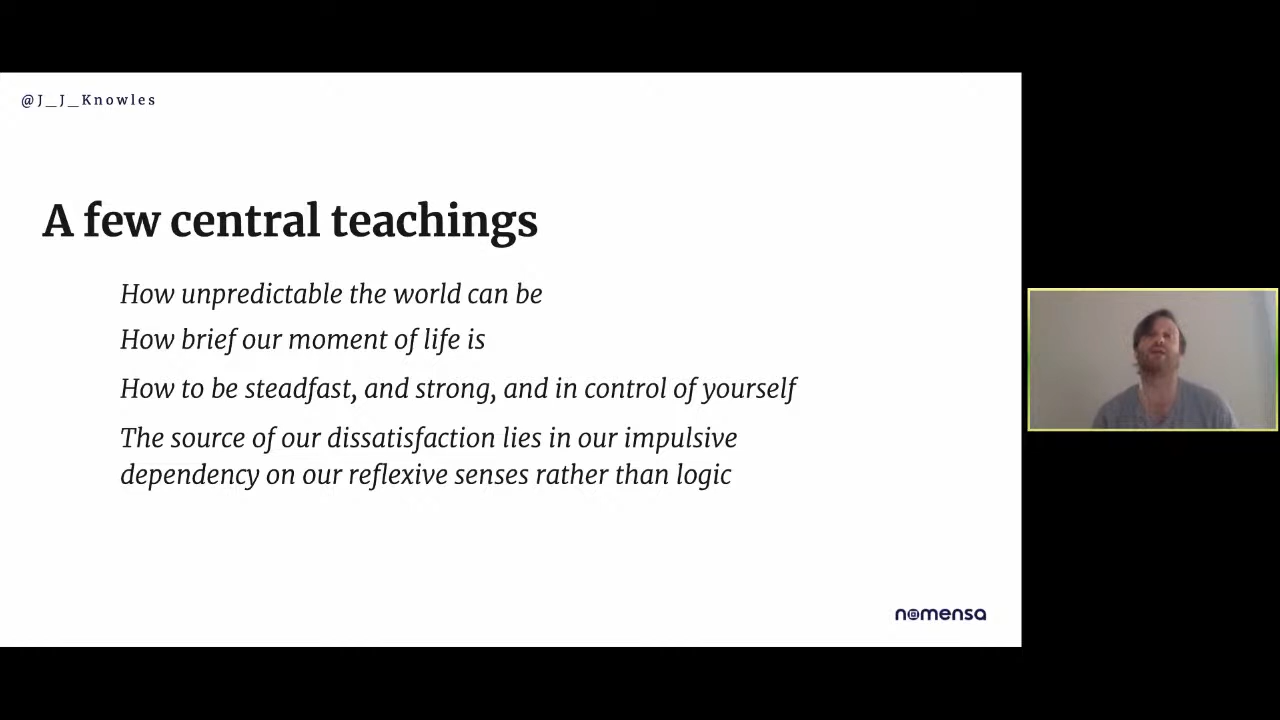 @J_J_Knowles
A few central teachings
How unpredictable the world can be
How brief our moment of life is
How to be steadfast, and strong, and in control of yourself
The source of our dissatisfaction lies in our impulsive
dependency on our reflexive senses rather than logic
nomensa